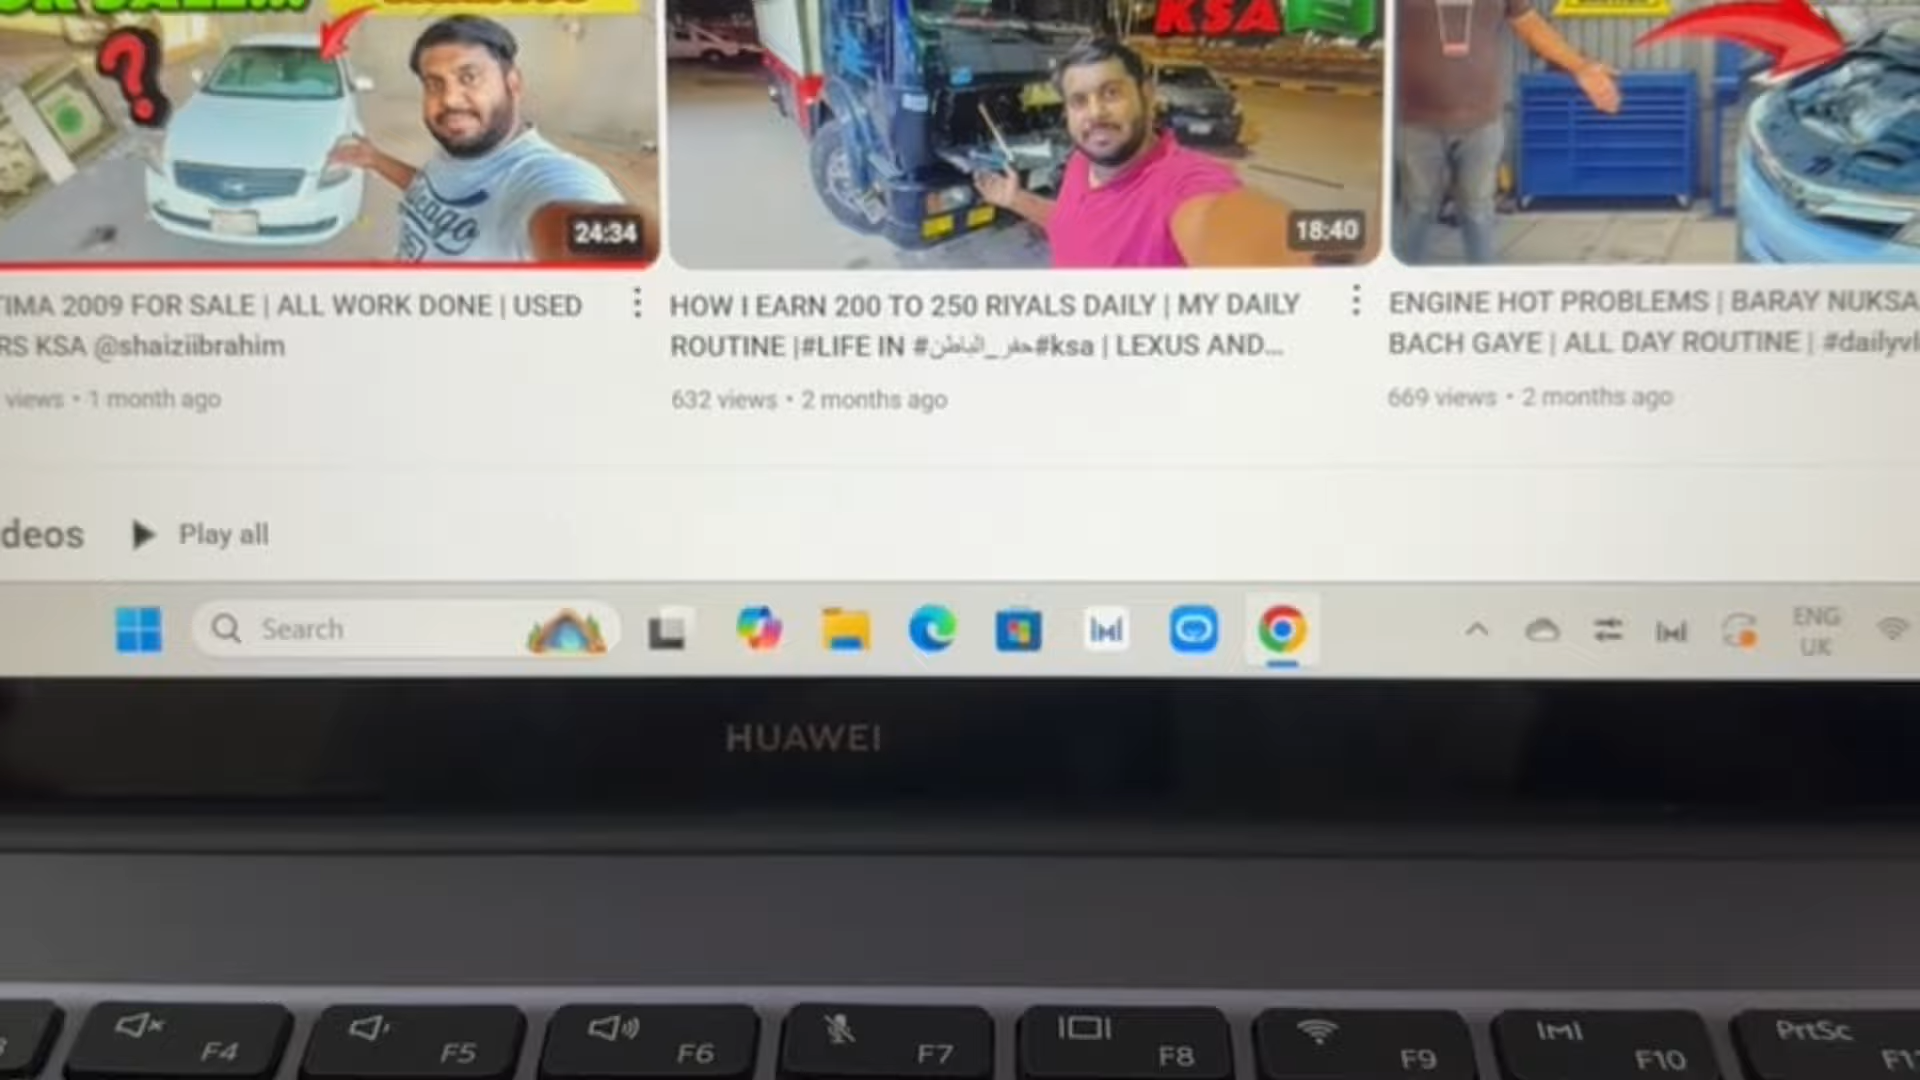 KSA
Chicago
24:34
18:40
TIMA 2009 FOR SALE | ALL WORK DONE | USED
RS KSA @shaiziibrahim
views • 1 month ago
HOW I EARN 200 TO 250 RIYALS DAILY | MY DAILY
ROUTINE |#LIFE IN #حفر_الباطن#ksa | LEXUS AND...
632 views • 2 months ago
ENGINE HOT PROBLEMS | BARAY NUKSA
BACH GAYE | ALL DAY ROUTINE | #dailyvl
669 views • 2 months ago
deos
Play all
Search
ENG
UK
HUAWEI
F4
F5
F6
F7
F8
F9
F10
PrtSc
F11